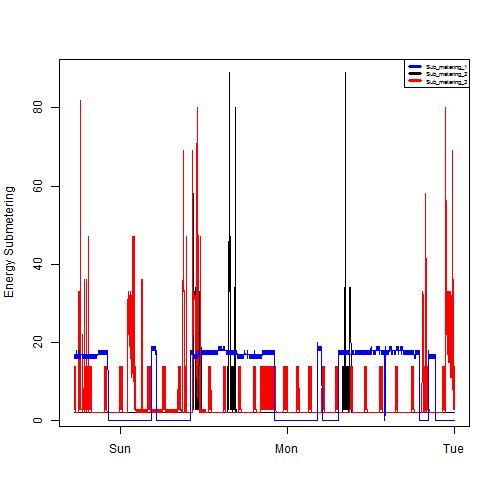 Sub_metering_1
Sub_metering_2
Sub_metering_3
80
60
40
20
0
Energy Submetering
Sun Mon Tue